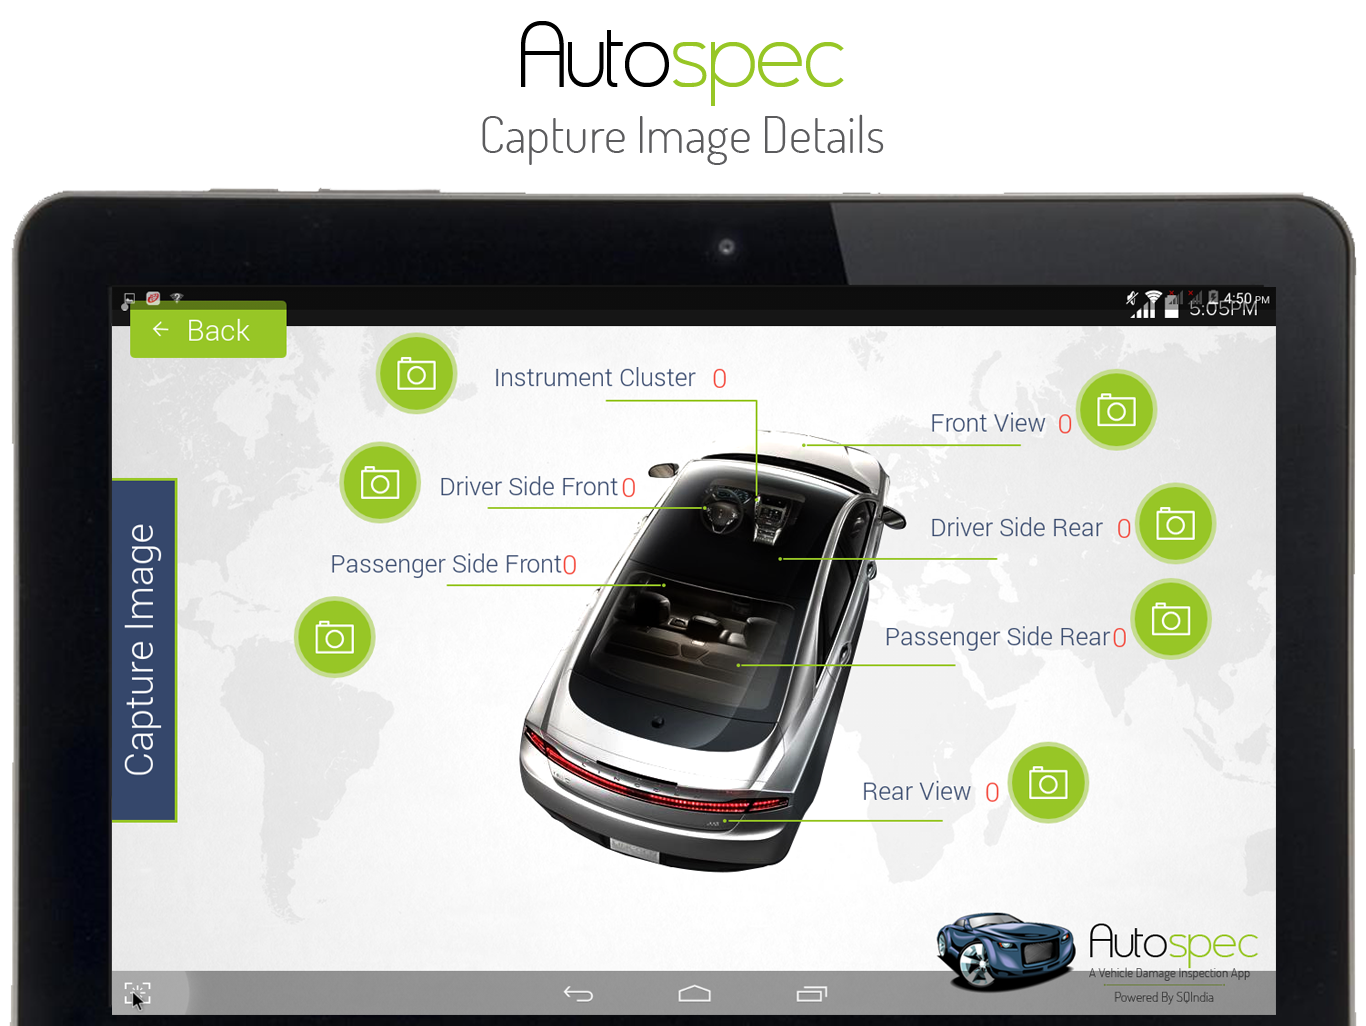 Autospec
Capture Image Details
4:50 PM
5:05PM
Back
Instrument Cluster 0
Front View 0
Driver Side Front 0
Driver Side Rear 0
Passenger Side Front 0
Passenger Side Rear 0
Capture Image
Rear View 0
LINCOLN
Autospec
A Vehicle Damage Inspection App
Powered By SQIndia